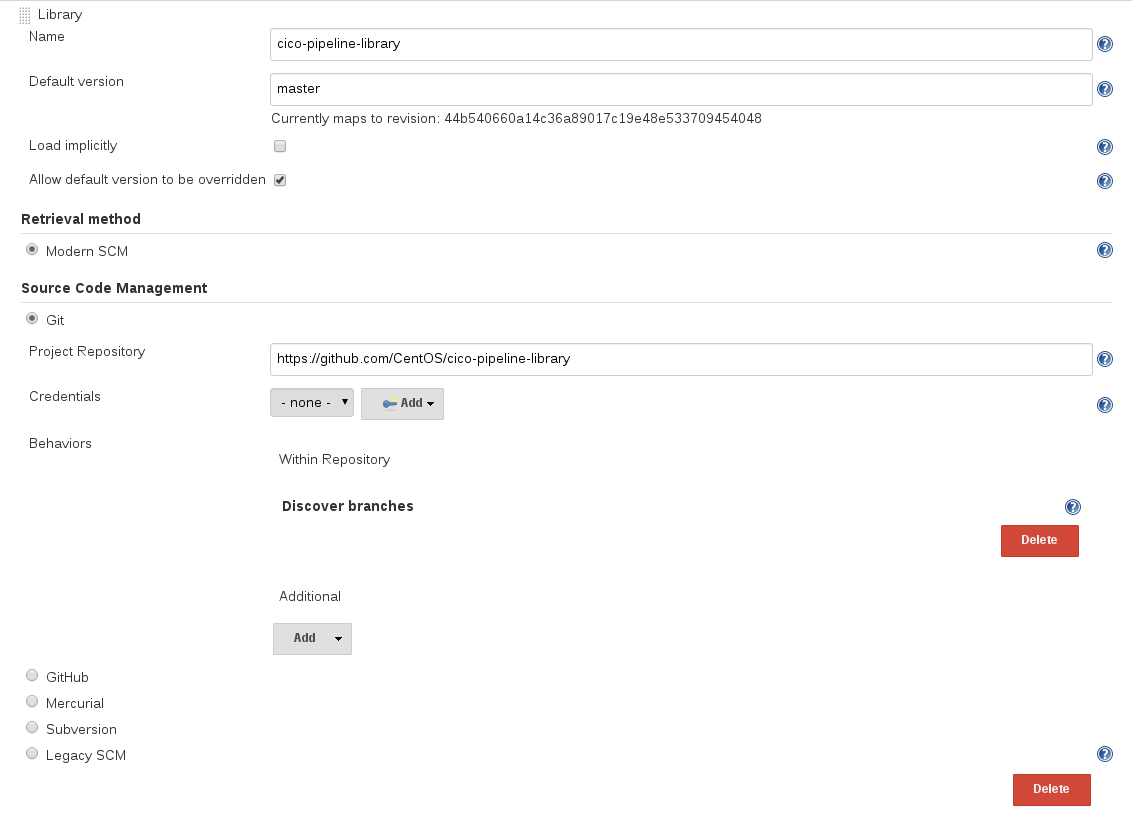 Library
Name
cico-pipeline-library
Default version
master
Currently maps to revision: 44b540660a14c36a89017c19e48e533709454048
Load implicitly
Allow default version to be overridden
Retrieval method
Modern SCM
Source Code Management
Git
Project Repository
https://github.com/CentOS/cico-pipeline-library
Credentials
- none -
Add
Behaviors
Within Repository
Discover branches
Delete
Additional
Add
GitHub
Mercurial
Subversion
Legacy SCM
Delete